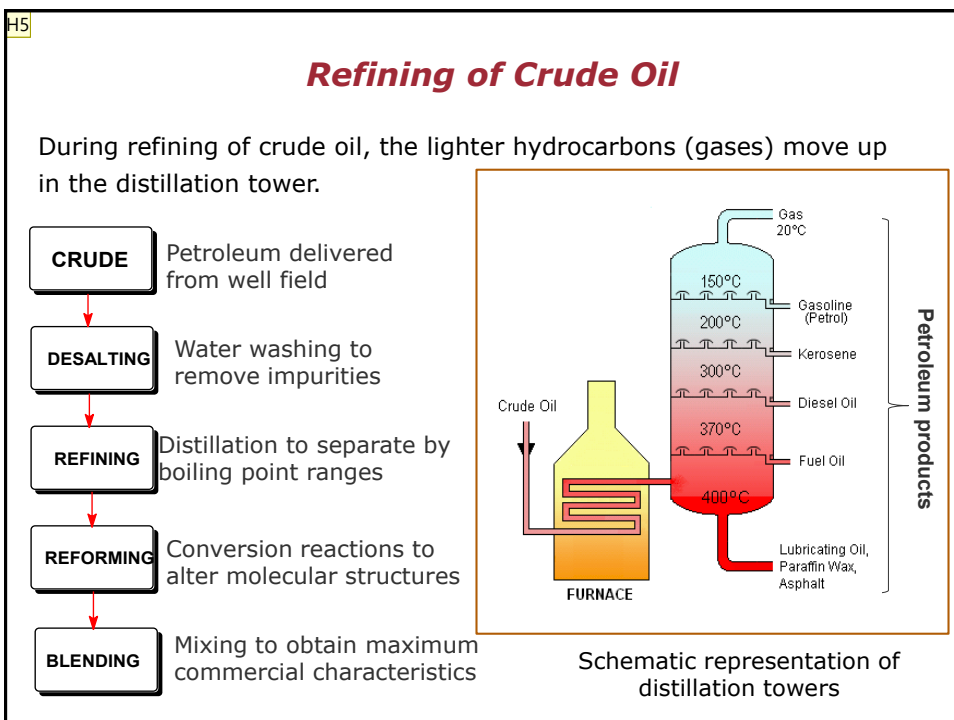 H5
Refining of Crude Oil
During refining of crude oil, the lighter hydrocarbons (gases) move up
in the distillation tower.
CRUDE
Petroleum delivered
from well field
DESALTING
Water washing to
remove impurities
REFINING
Distillation to separate by
boiling point ranges
REFORMING
Conversion reactions to
alter molecular structures
BLENDING
Mixing to obtain maximum
commercial characteristics
Gas
20°C
150°C
Gasoline
(Petrol)
200°C
Kerosene
300°C
Diesel Oil
370°C
Fuel Oil
400°C
Lubricating Oil,
Paraffin Wax,
Asphalt
Crude Oil
FURNACE
Petroleum products
Schematic representation of
distillation towers